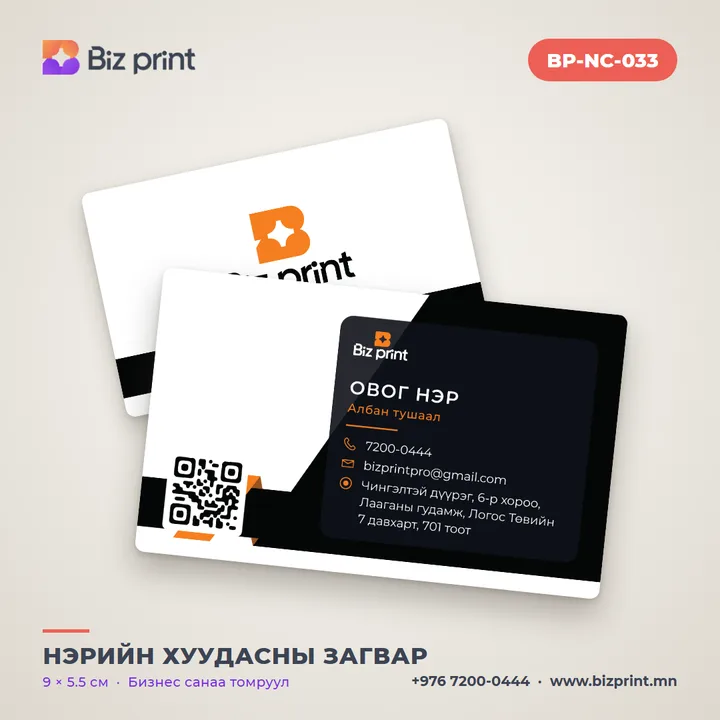 Biz print
BP-NC-033
Biz print
Biz print
ОВОГ НЭР
Албан тушаал
7200-0444
bizprintpro@gmail.com
Чингэлтэй дүүрэг, 6-р хороо,
Лааганы гудамж, Логос Төвийн
7 давхарт, 701 тоот
НЭРИЙН ХУУДАСНЫ ЗАГВАР
9 × 5.5 см · Бизнес санаа томруул
+976 7200-0444 · www.bizprint.mn